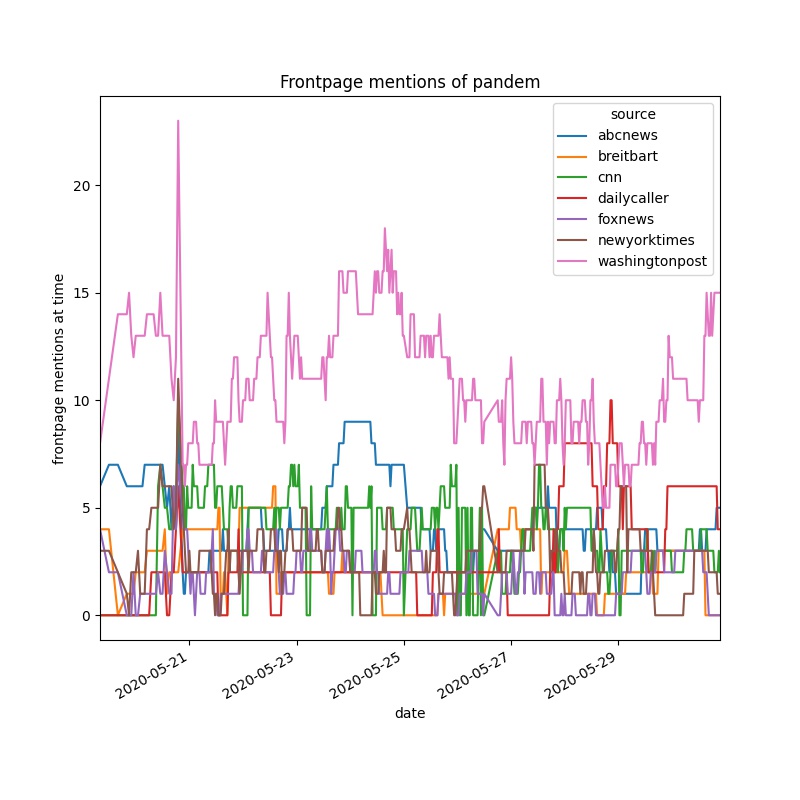 Frontpage mentions of pandem
source
abcnews
breitbart
cnn
dailycaller
foxnews
newyorktimes
washingtonpost
frontpage mentions at time
20
15
10
5
0
2020-05-21
2020-05-23
2020-05-25
2020-05-27
2020-05-29
date